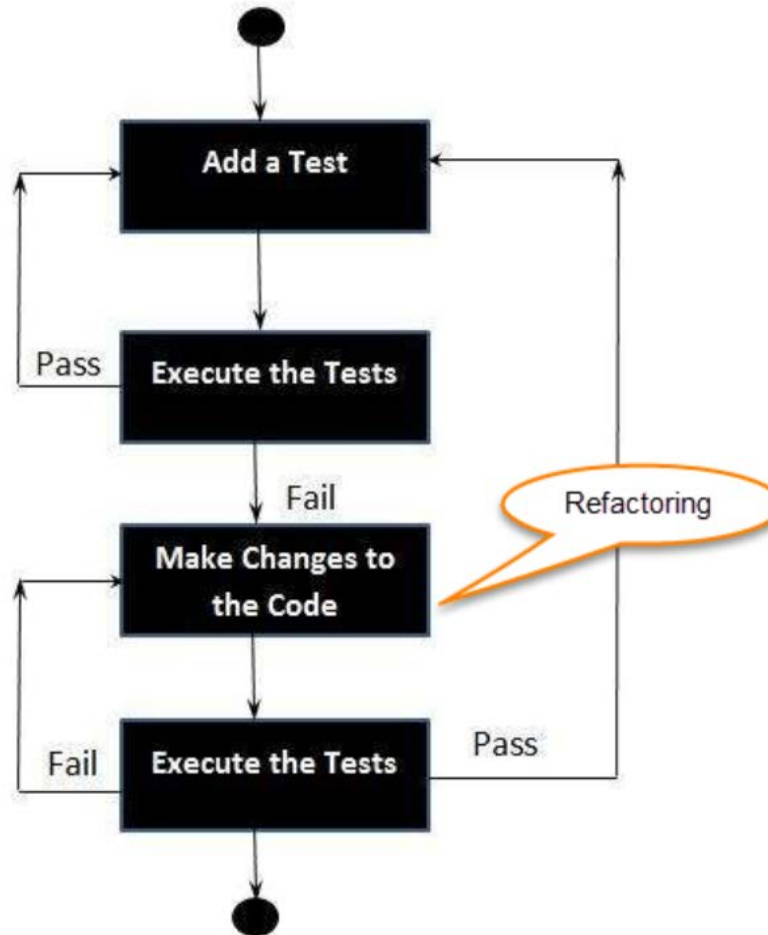 Add a Test
Pass
Execute the Tests
Fail
Refactoring
Make Changes to
the Code
Fail
Execute the Tests
Pass